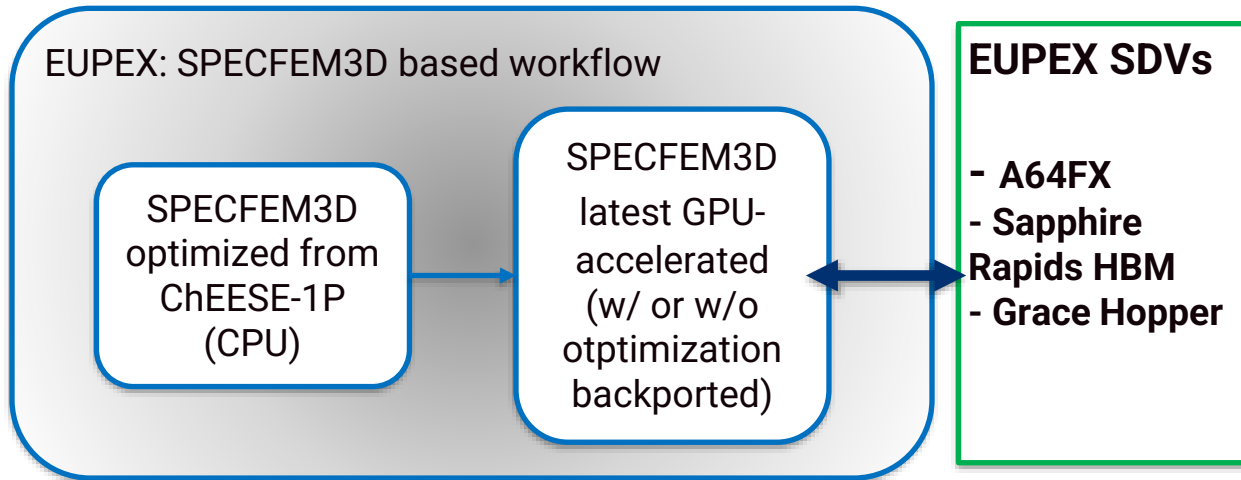 EUPEX: SPECFEM3D based workflow
SPECFEM3D
optimized from
ChEESE-1P
(CPU)
SPECFEM3D
latest GPU-
accelerated
(w/ or w/o
otptimization
backported)
EUPEX SDVs
- A64FX
- Sapphire
Rapids HBM
- Grace Hopper